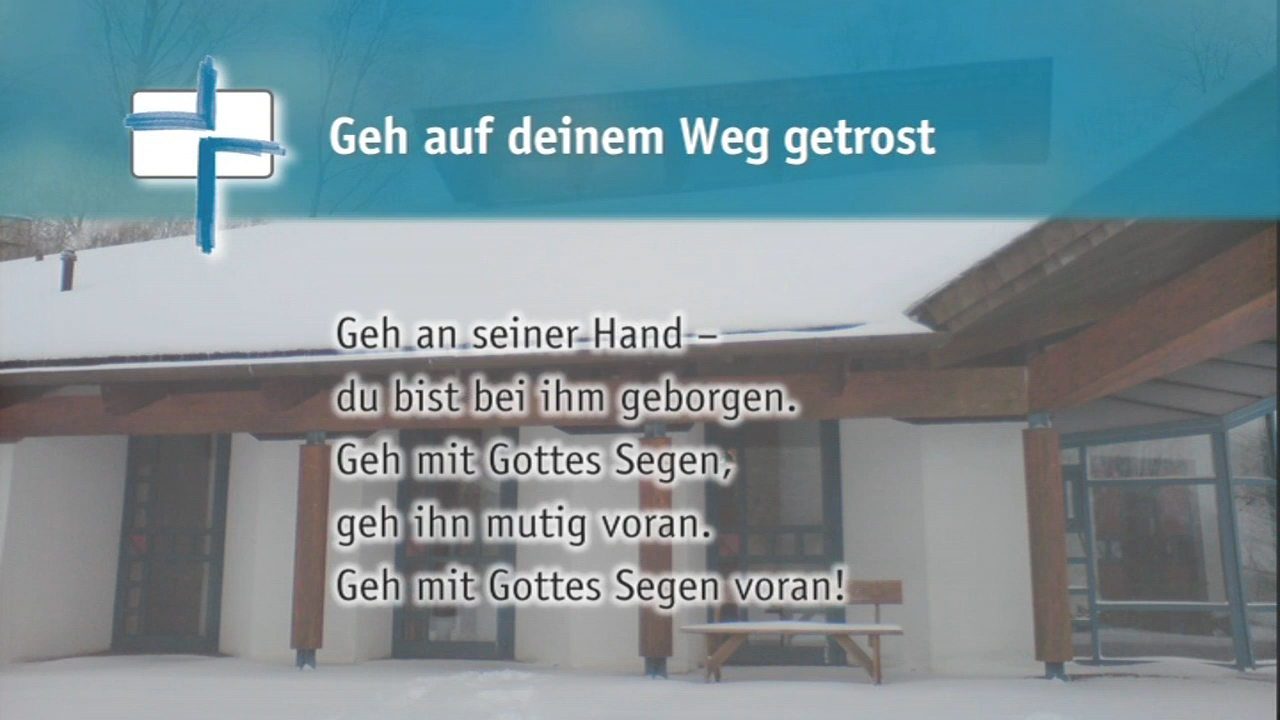 Geh auf deinem Weg getrost
Geh an seiner Hand –
du bist bei ihm geborgen.
Geh mit Gottes Segen,
geh ihn mutig voran.
Geh mit Gottes Segen voran!